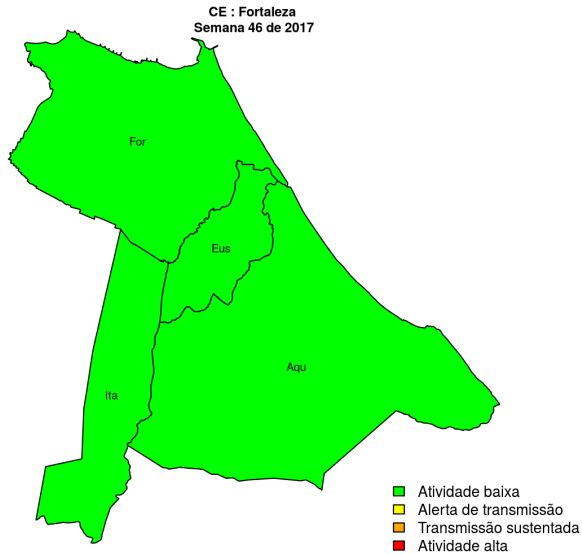 CE : Fortaleza
Semana 46 de 2017
For
Eus
Aqu
Ita
Atividade baixa
Alerta de transmissão
Transmissão sustentada
Atividade alta